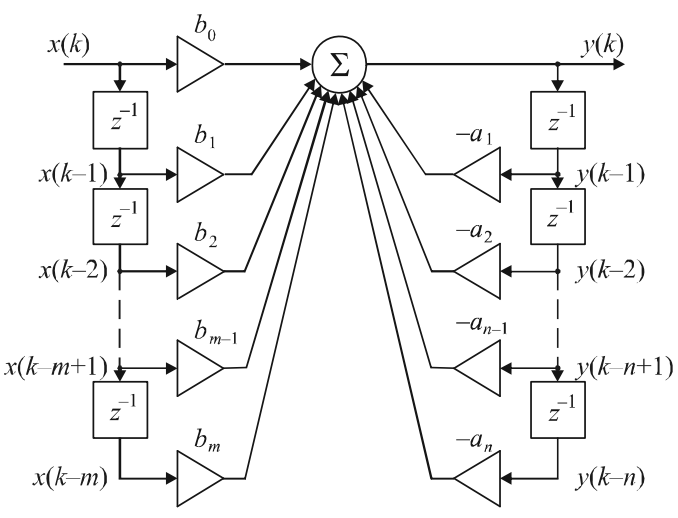 b₀
x(k) Σ y(k)
z⁻¹ z⁻¹
b₁ −a₁
x(k–1) y(k–1)
z⁻¹ z⁻¹
b₂ −a₂
x(k–2) y(k–2)
bₘ₋₁ −aₙ₋₁
x(k–m+1) y(k–n+1)
z⁻¹ z⁻¹
bₘ −aₙ
x(k–m) y(k–n)